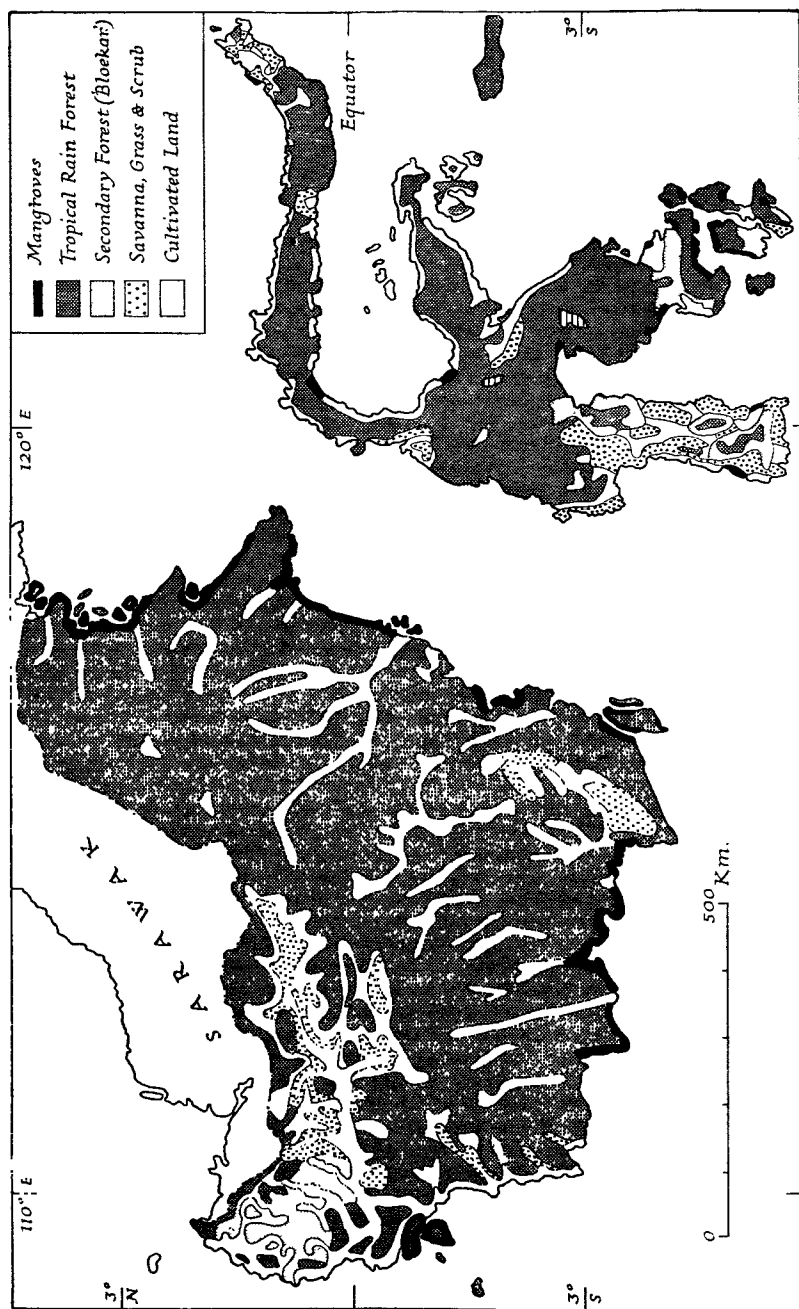 Mangroves
Tropical Rain Forest
Secondary Forest (Bloekar)
Savanna, Grass & Scrub
Cultivated Land
110° E
120° E
3°
N
Equator
3°
S
3°
S
SARAWAK
0
500
Km.